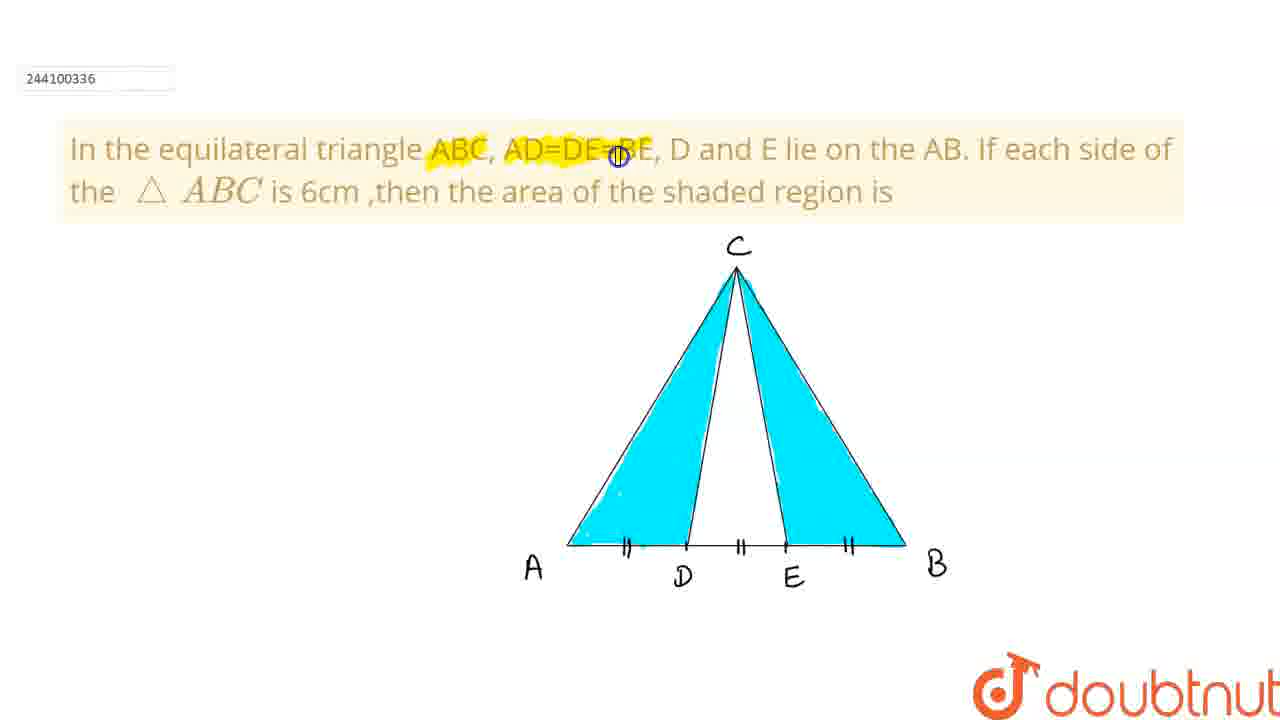 244100336
In the equilateral triangle ABC, AD=DE=BE, D and E lie on the AB. If each side of
the △ ABC is 6cm ,then the area of the shaded region is
C
A
D
E
B
doubtnut